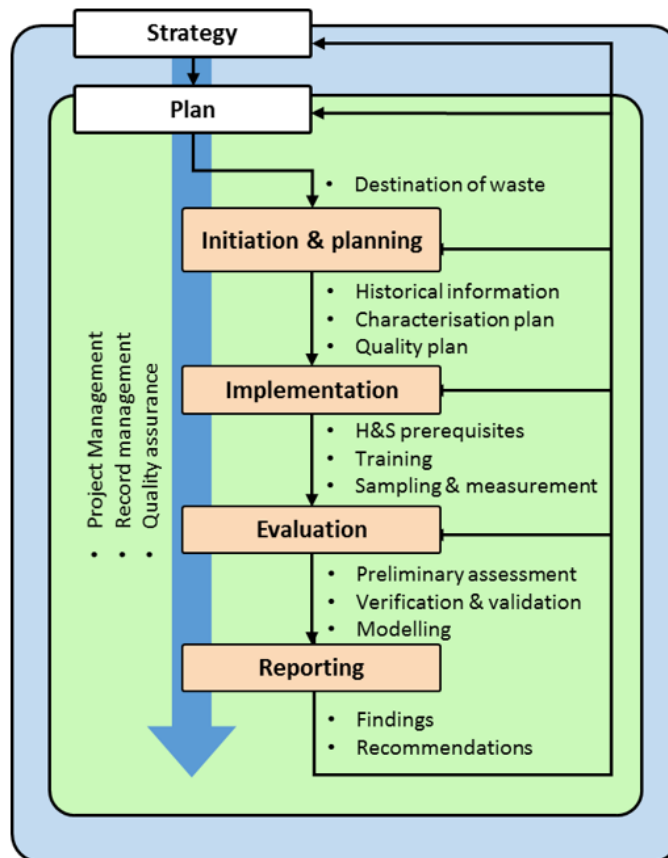 Strategy
Plan
• Destination of waste
Initiation & planning
• Historical information
• Characterisation plan
• Quality plan
Implementation
• H&S prerequisites
• Training
• Sampling & measurement
Evaluation
• Preliminary assessment
• Verification & validation
• Modelling
Reporting
• Findings
• Recommendations
• Project Management
• Record management
• Quality assurance